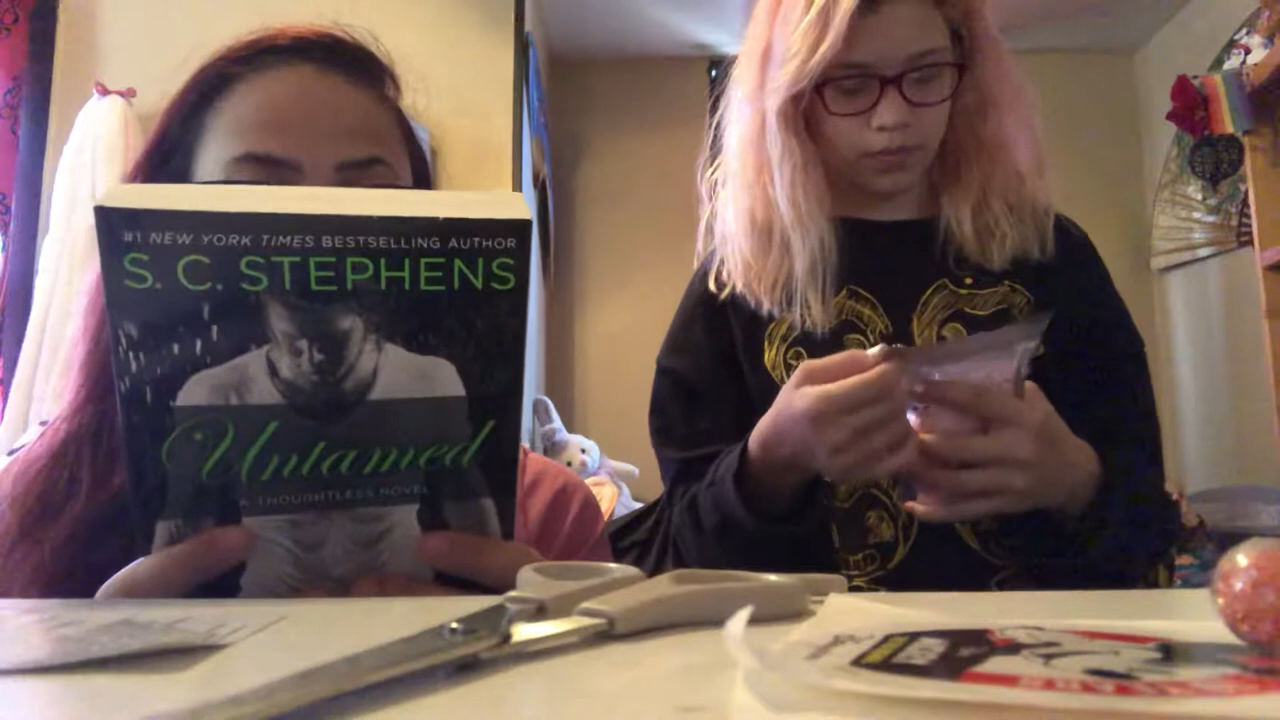 #1 NEW YORK TIMES BESTSELLING AUTHOR
S. C. STEPHENS
Untamed
A THOUGHTLESS NOVEL